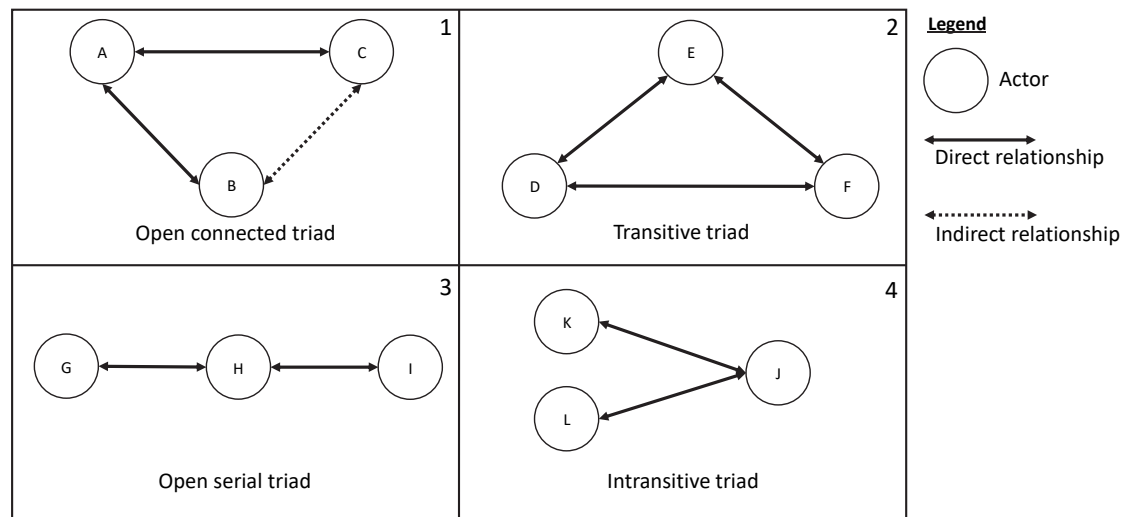 1
A
C
B
Open connected triad
2
E
D
F
Transitive triad
3
G
H
I
Open serial triad
4
K
J
L
Intransitive triad
Legend
Actor
Direct relationship
Indirect relationship